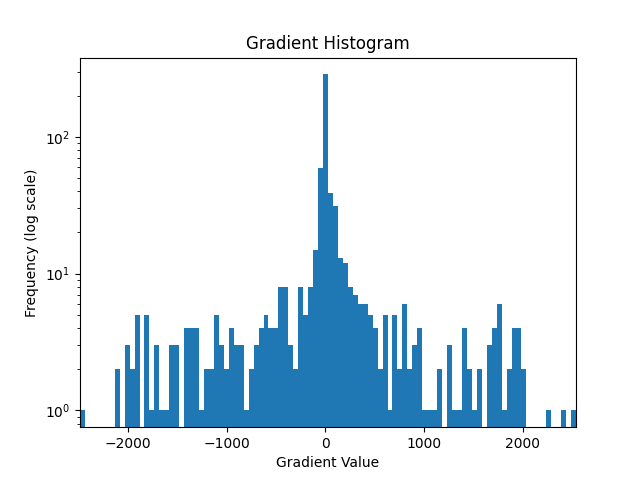 Gradient Histogram
Frequency (log scale)
10²
10¹
10⁰
−2000 −1000 0 1000 2000
Gradient Value